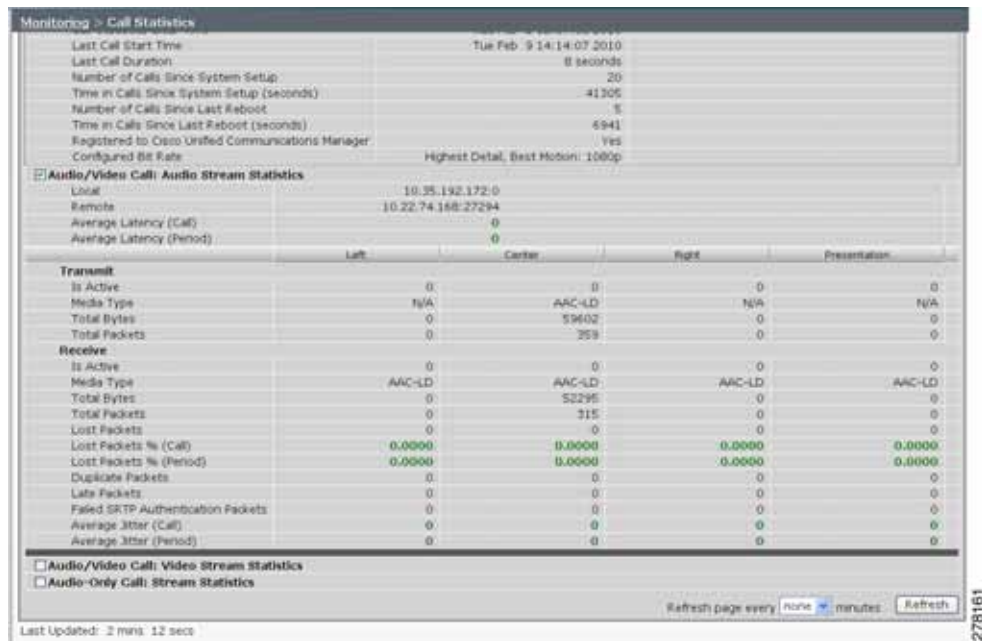 Monitoring > Call Statistics
Last Call Start Time Tue Feb 9 14:14:07 2010
Last Call Duration 8 seconds
Number of Calls Since System Setup 20
Time in Calls Since System Setup (seconds) 41305
Number of Calls Since Last Reboot 5
Time in Calls Since Last Reboot (seconds) 6941
Registered to Cisco Unified Communications Manager Yes
Configured Bit Rate Highest Detail, Best Motion: 1080p
Audio/Video Call: Audio Stream Statistics
Local 10.35.192.172:0
Remote 10.22.74.168:27294
Average Latency (Call) 0
Average Latency (Period) 0
Left Center Right Presentation
Transmit
Is Active 0 0 0 0
Media Type N/A AAC-LD N/A N/A
Total Bytes 0 59602 0 0
Total Packets 0 359 0 0
Receive
Is Active 0 0 0 0
Media Type AAC-LD AAC-LD AAC-LD AAC-LD
Total Bytes 0 52295 0 0
Total Packets 0 315 0 0
Lost Packets 0 0 0 0
Lost Packets % (Call) 0.0000 0.0000 0.0000 0.0000
Lost Packets % (Period) 0.0000 0.0000 0.0000 0.0000
Duplicate Packets 0 0 0 0
Late Packets 0 0 0 0
Failed SRTP Authentication Packets 0 0 0 0
Average Jitter (Call) 0 0 0 0
Average Jitter (Period) 0 0 0 0
Audio/Video Call: Video Stream Statistics
Audio-Only Call: Stream Statistics
Refresh page every none minutes Refresh
Last Updated: 2 mins 12 secs
278161